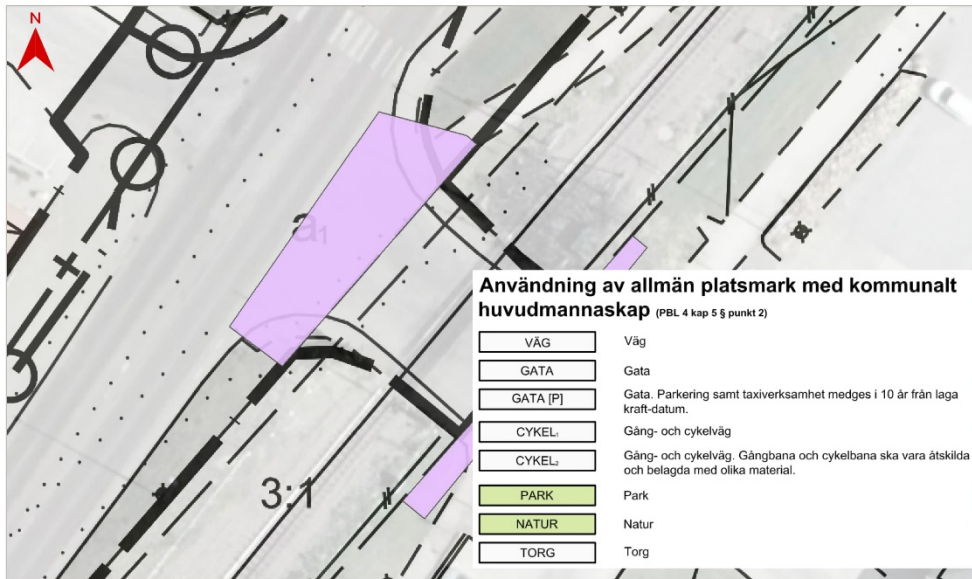 N
a₁
3:1
Användning av allmän platsmark med kommunalt
huvudmannaskap (PBL 4 kap 5 § punkt 2)
VÄG Väg
GATA Gata
GATA [P] Gata. Parkering samt taxiverksamhet medges i 10 år från laga
kraft-datum.
CYKEL₁ Gång- och cykelväg
CYKEL₂ Gång- och cykelväg. Gångbana och cykelbana ska vara åtskilda
och belagda med olika material.
PARK Park
NATUR Natur
TORG Torg